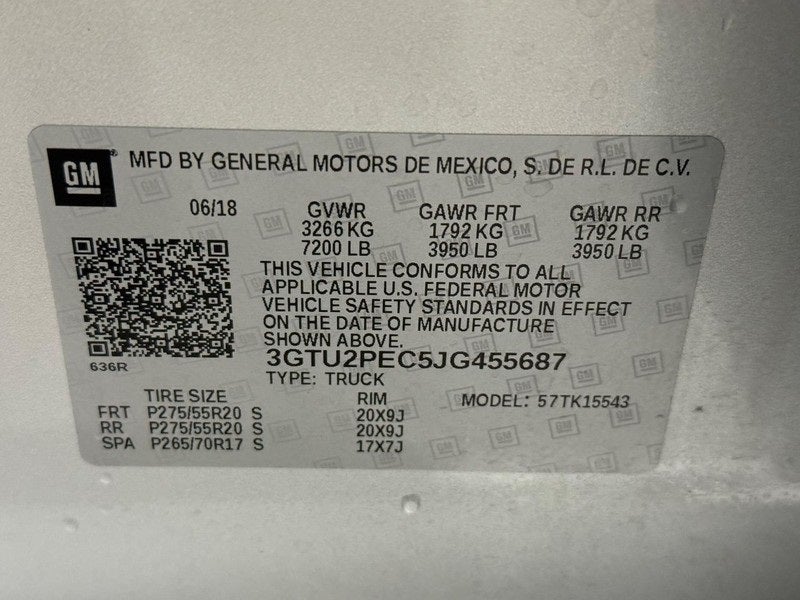 GM® MFD BY GENERAL MOTORS DE MEXICO, S. DE R.L. DE C.V.
06/18 GVWR GAWR FRT GAWR RR
3266 KG 1792 KG 1792 KG
7200 LB 3950 LB 3950 LB
THIS VEHICLE CONFORMS TO ALL
APPLICABLE U.S. FEDERAL MOTOR
VEHICLE SAFETY STANDARDS IN EFFECT
ON THE DATE OF MANUFACTURE
SHOWN ABOVE.
636R
3GTU2PEC5JG455687
TYPE: TRUCK
TIRE SIZE RIM MODEL: 57TK15543
FRT P275/55R20 S 20X9J
RR P275/55R20 S 20X9J
SPA P265/70R17 S 17X7J